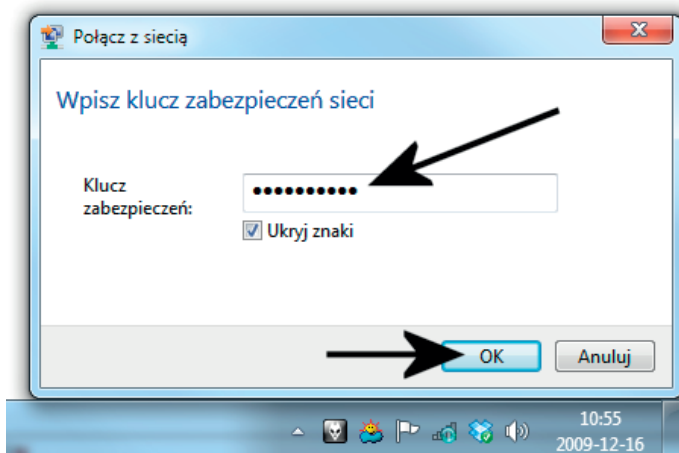 Połącz z siecią
Wpisz klucz zabezpieczeń sieci
Klucz
zabezpieczeń:
••••••••••
Ukryj znaki
OK
Anuluj
10:55
2009-12-16